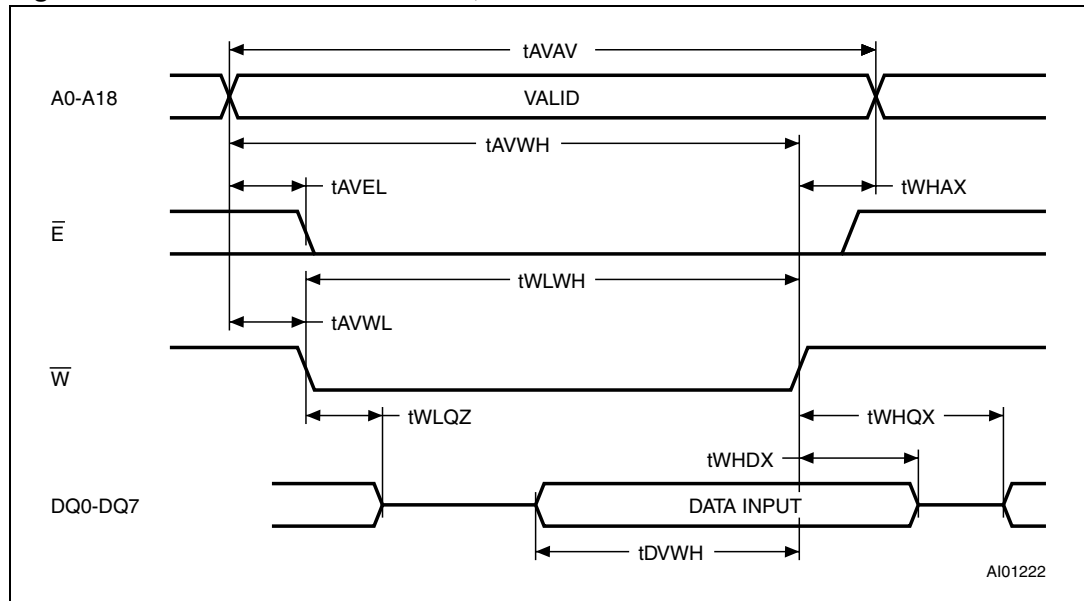 tAVAV
A0-A18
VALID
tAVWH
tAVEL
tWHAX
E̅
tWLWH
tAVWL
W̅
tWLQZ
tWHQX
tWHDX
DQ0-DQ7
DATA INPUT
tDVWH
AI01222